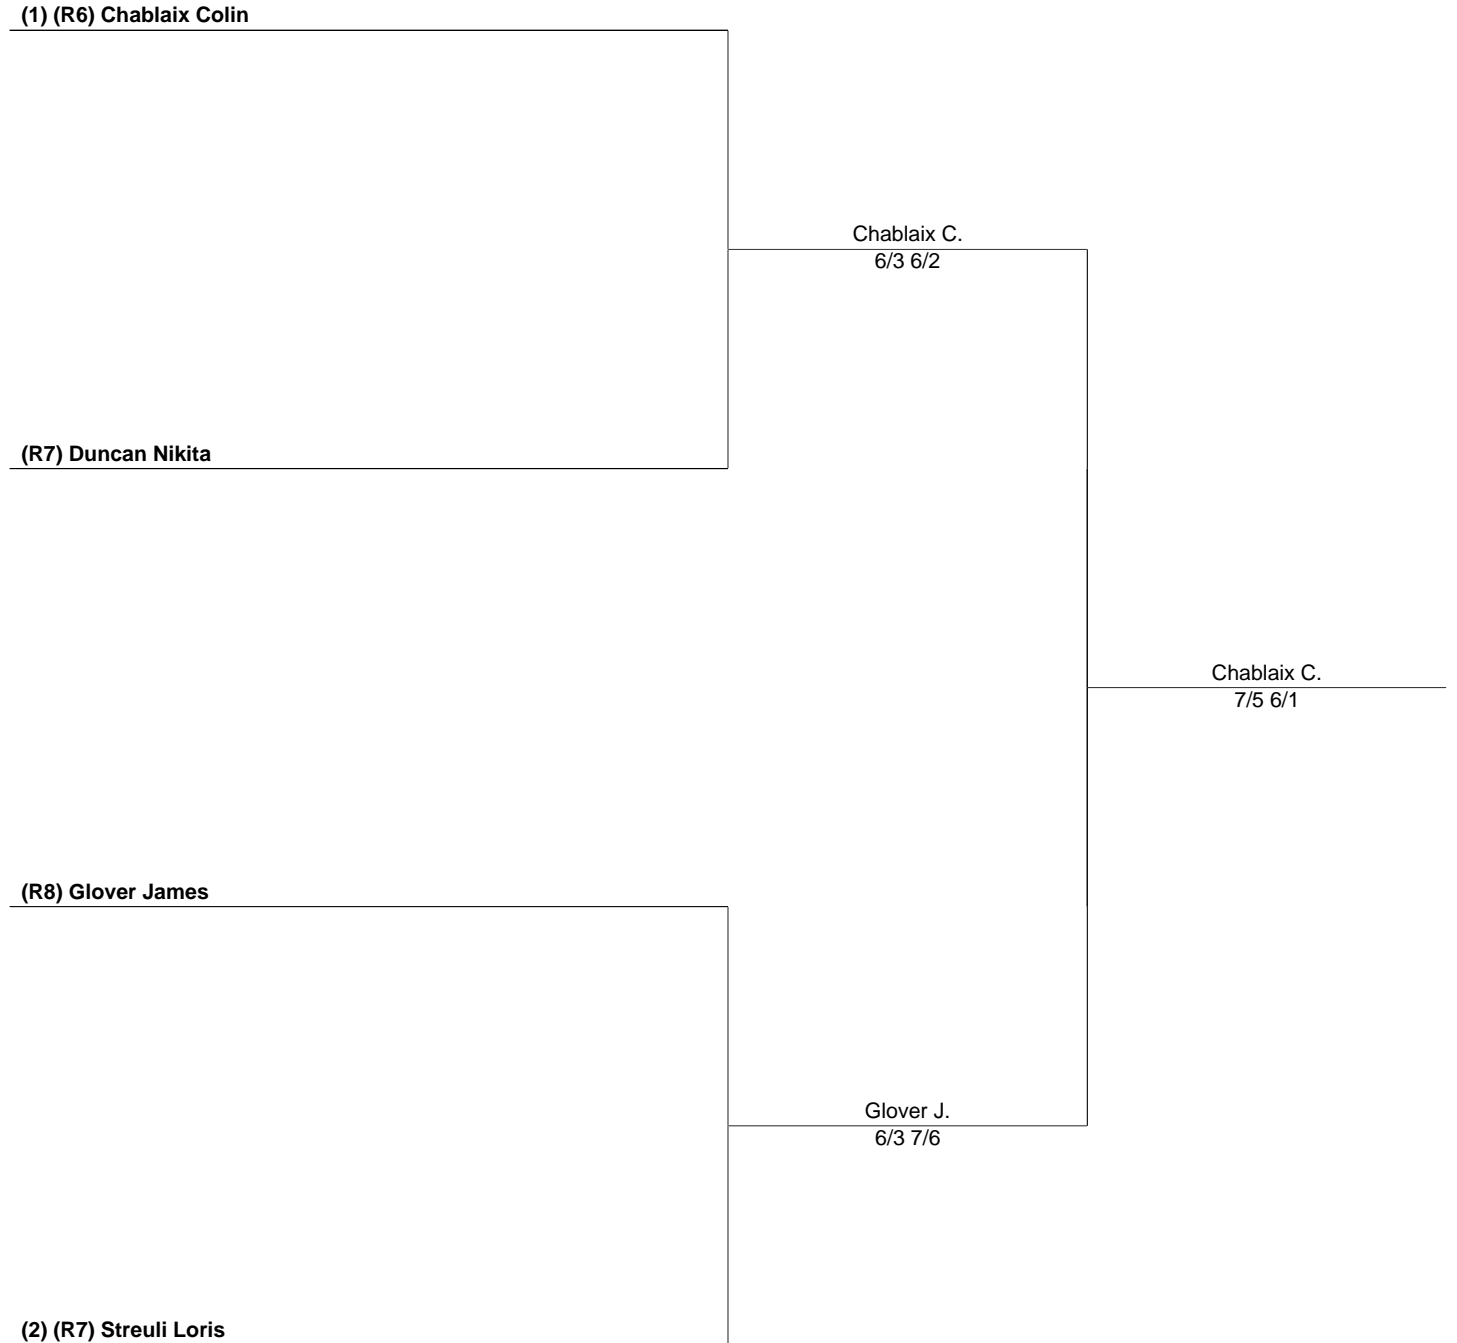 (1) (R6) Chablaix Colin
Chablaix C.
6/3 6/2
(R7) Duncan Nikita
Chablaix C.
7/5 6/1
(R8) Glover James
Glover J.
6/3 7/6
(2) (R7) Streuli Loris